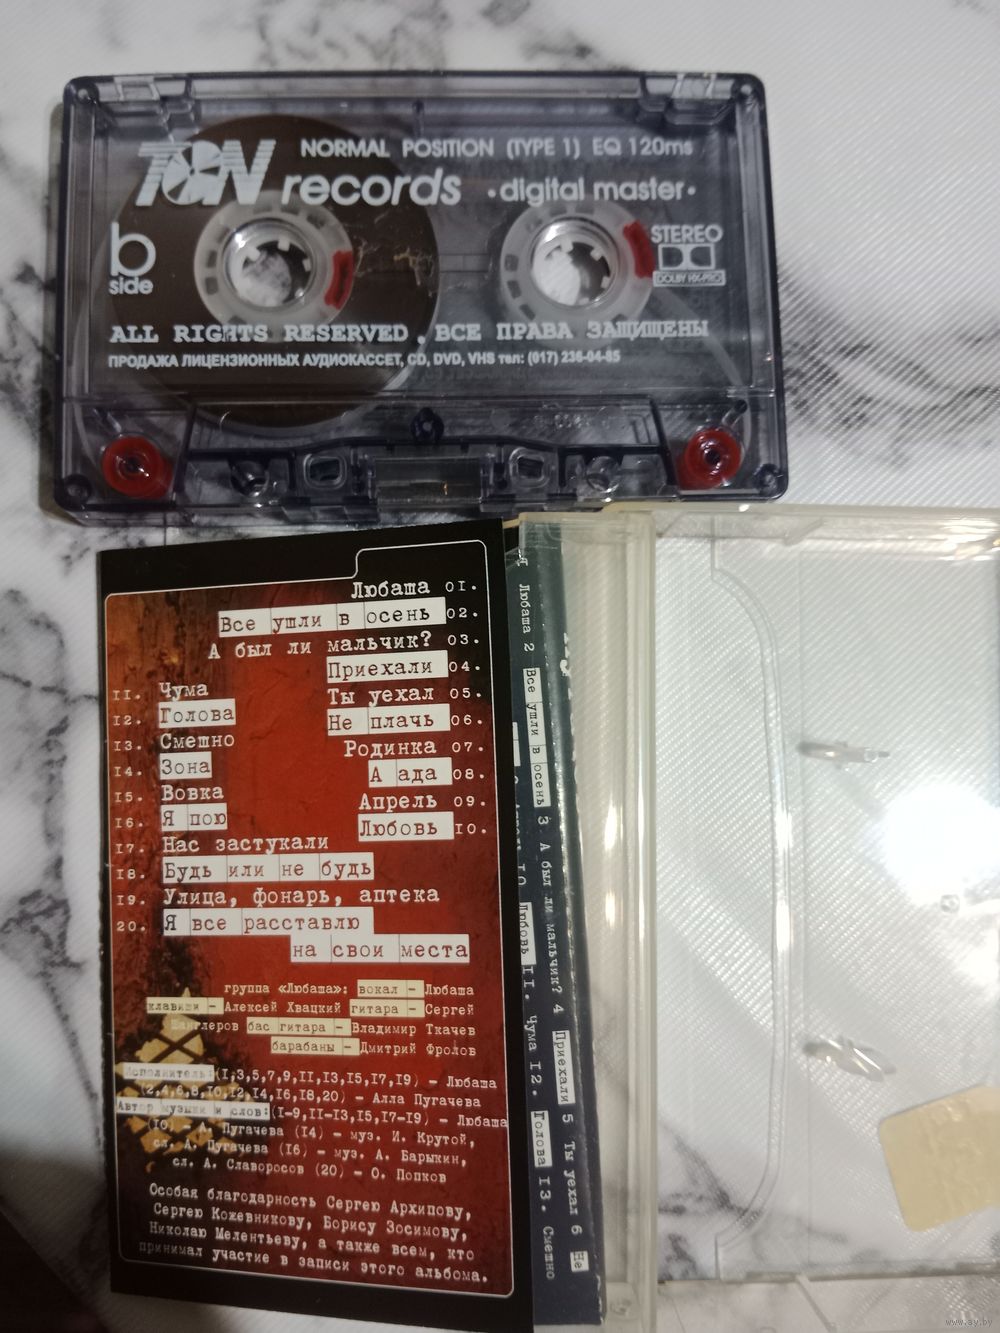 TON records
NORMAL POSITION (TYPE 1) EQ 120ms
•digital master•
b
side
STEREO
DOLBY HX-PRO
ALL RIGHTS RESERVED . ВСЕ ПРАВА ЗАЩИЩЕНЫ
ПРОДАЖА ЛИЦЕНЗИОННЫХ АУДИОКАССЕТ, CD, DVD, VHS тел: (017) 236-04-85
Любаша 01.
Все ушли в осень 02.
А был ли мальчик? 03.
Приехали 04.
Ты уехал 05.
Не плачь 06.
Родинка 07.
А ада 08.
Апрель 09.
Любовь 10.
11. Чума
12. Голова
13. Смешно
14. Зона
15. Вовка
16. Я пою
17. Нас застукали
18. Будь или не будь
19. Улица, фонарь, аптека
20. Я все расставлю
на свои места
группа «Любаша»: вокал – Любаша
клавиши – Алексей Хвацкий гитара – Сергей
Шанглеров бас гитара – Владимир Ткачев
барабаны – Дмитрий Фролов
Исполнитель:(1,3,5,7,9,11,13,15,17,19) – Любаша
(2,4,6,8,10,12,14,16,18,20) – Алла Пугачева
Автор музыки и слов:(1-9,11-13,15,17-19) – Любаша
(10) – А. Пугачева (14) – муз. И. Крутой,
сл. А. Пугачева (16) – муз. А. Барыкин,
сл. А. Славоросов (20) – О. Попков
Особая благодарность Сергею Архипову,
Сергею Кожевникову, Борису Зосимову,
Николаю Мелентьеву, а также всем, кто
принимал участие в записи этого альбома.
Любаша 2 Все ушли в осень 3 А был ли мальчик? 4 Приехали 5 Ты уехал 6 Не
10 Любовь 11. Чума 12. Голова 13. Смешно
www.ay.by